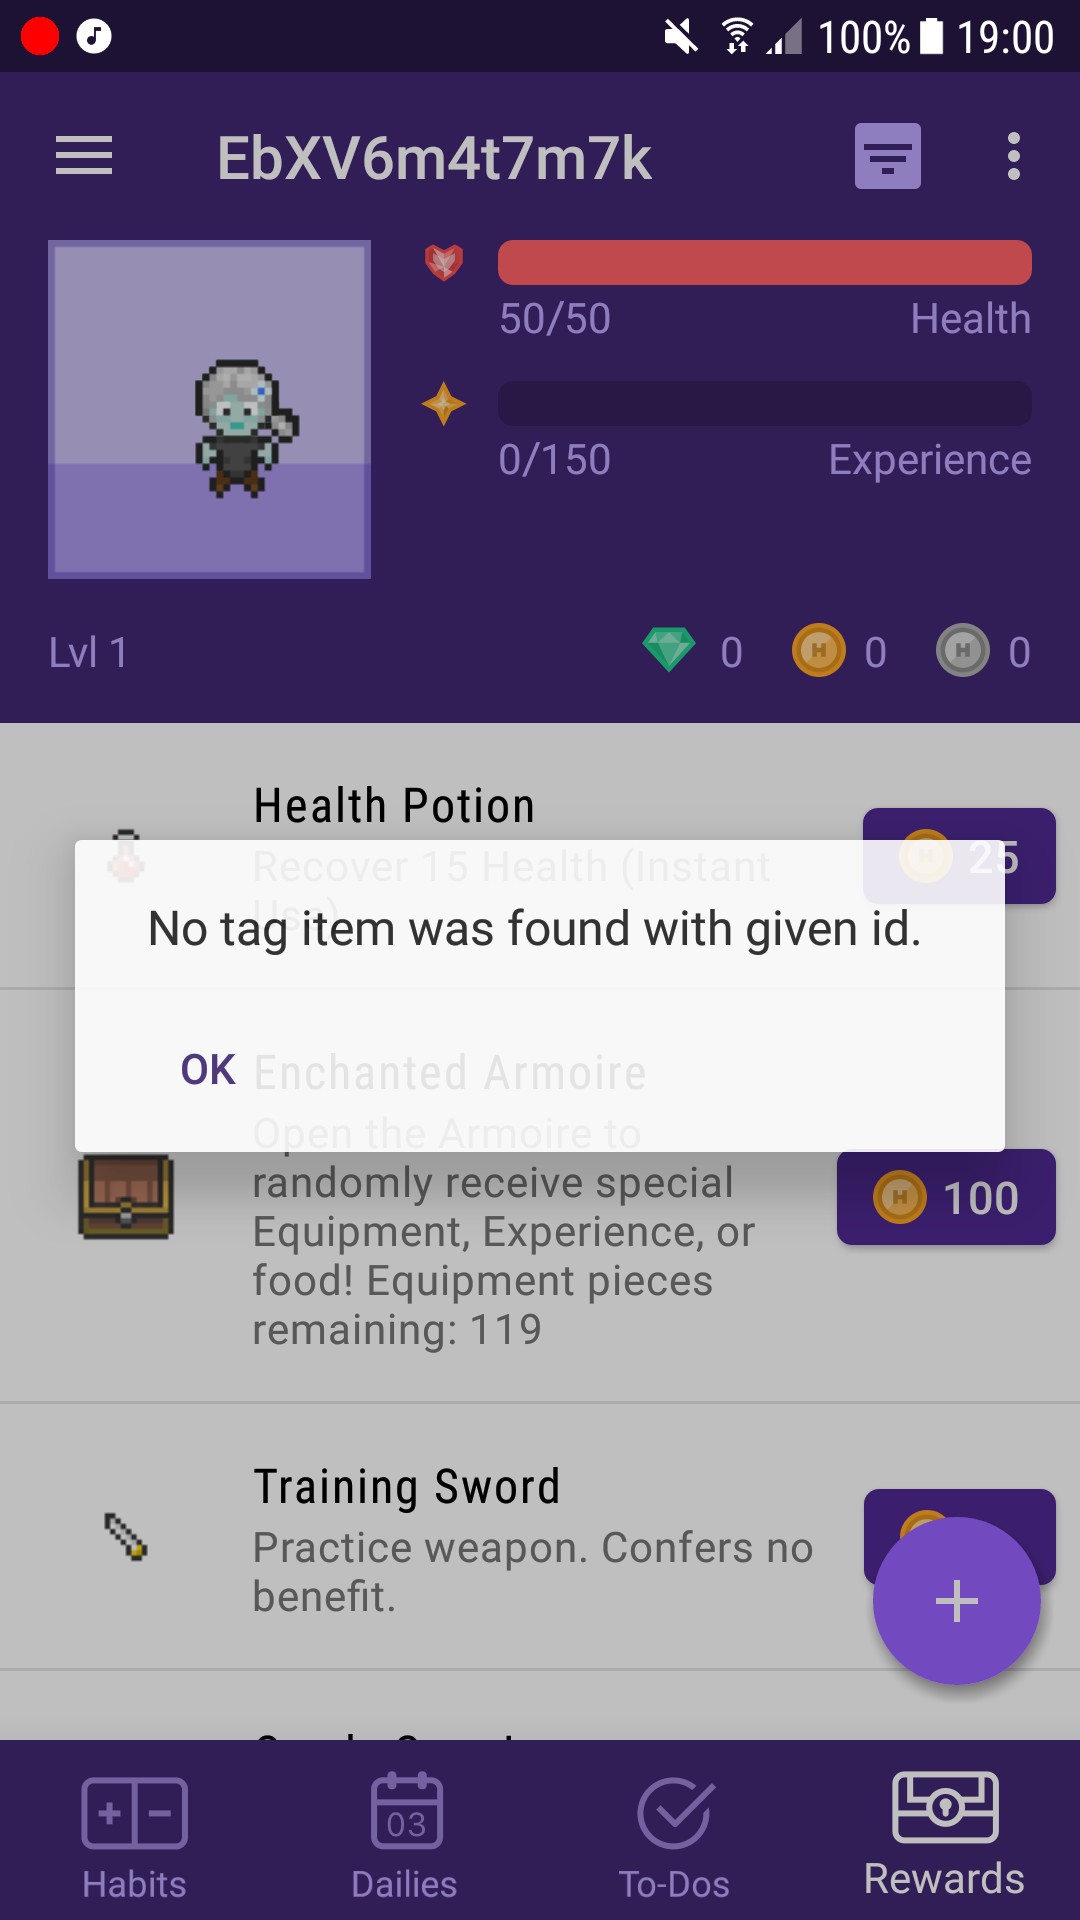 100% 19:00
EbXV6m4t7m7k
50/50 Health
0/150 Experience
Lvl 1 0 0 0
Health Potion
Recover 15 Health (Instant
Use)
25
No tag item was found with given id.
OK
Enchanted Armoire
Open the Armoire to
randomly receive special
Equipment, Experience, or
food! Equipment pieces
remaining: 119
100
Training Sword
Practice weapon. Confers no
benefit.
03
Habits Dailies To-Dos Rewards